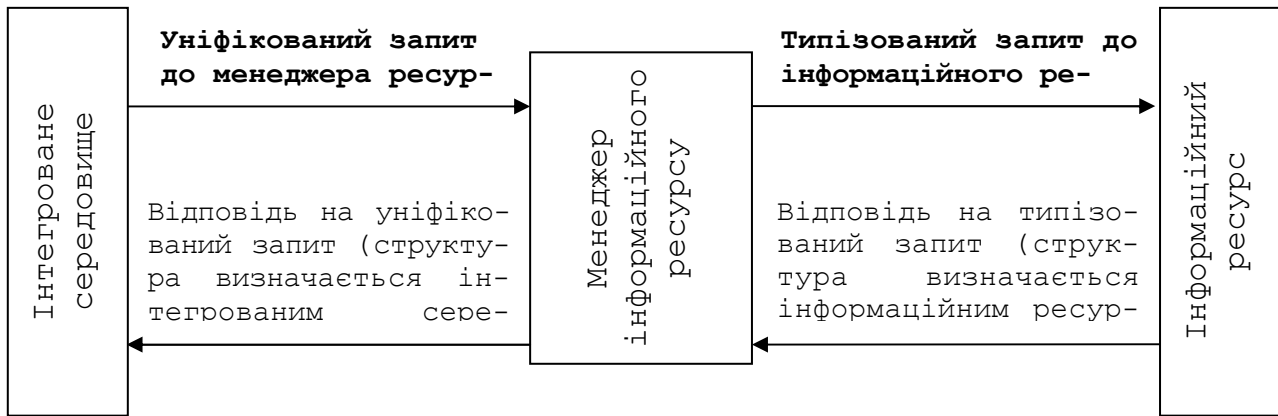 Інтегроване
середовище
Уніфікований запит
до менеджера ресур-
Відповідь на уніфіко-
ваний запит (структу-
ра визначається ін-
тегрованим сере-
Менеджер
інформаційного
ресурсу
Типізований запит до
інформаційного ре-
Відповідь на типізо-
ваний запит (струк-
тура визначається
інформаційним ресур-
Інформаційний
ресурс